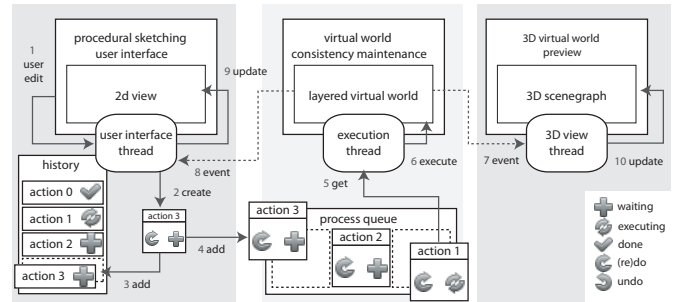 procedural sketching
user interface
virtual world
consistency maintenance
3D virtual world
preview
1
user
edit
2d view
9 update
layered virtual world
3D scenegraph
user interface
thread
execution
thread
3D view
thread
8 event
6 execute
7 event
10 update
history
action 0
action 1
action 2
action 3
2 create
action 3
3 add
4 add
5 get
action 3
process queue
action 2
action 1
waiting
executing
done
(re)do
undo